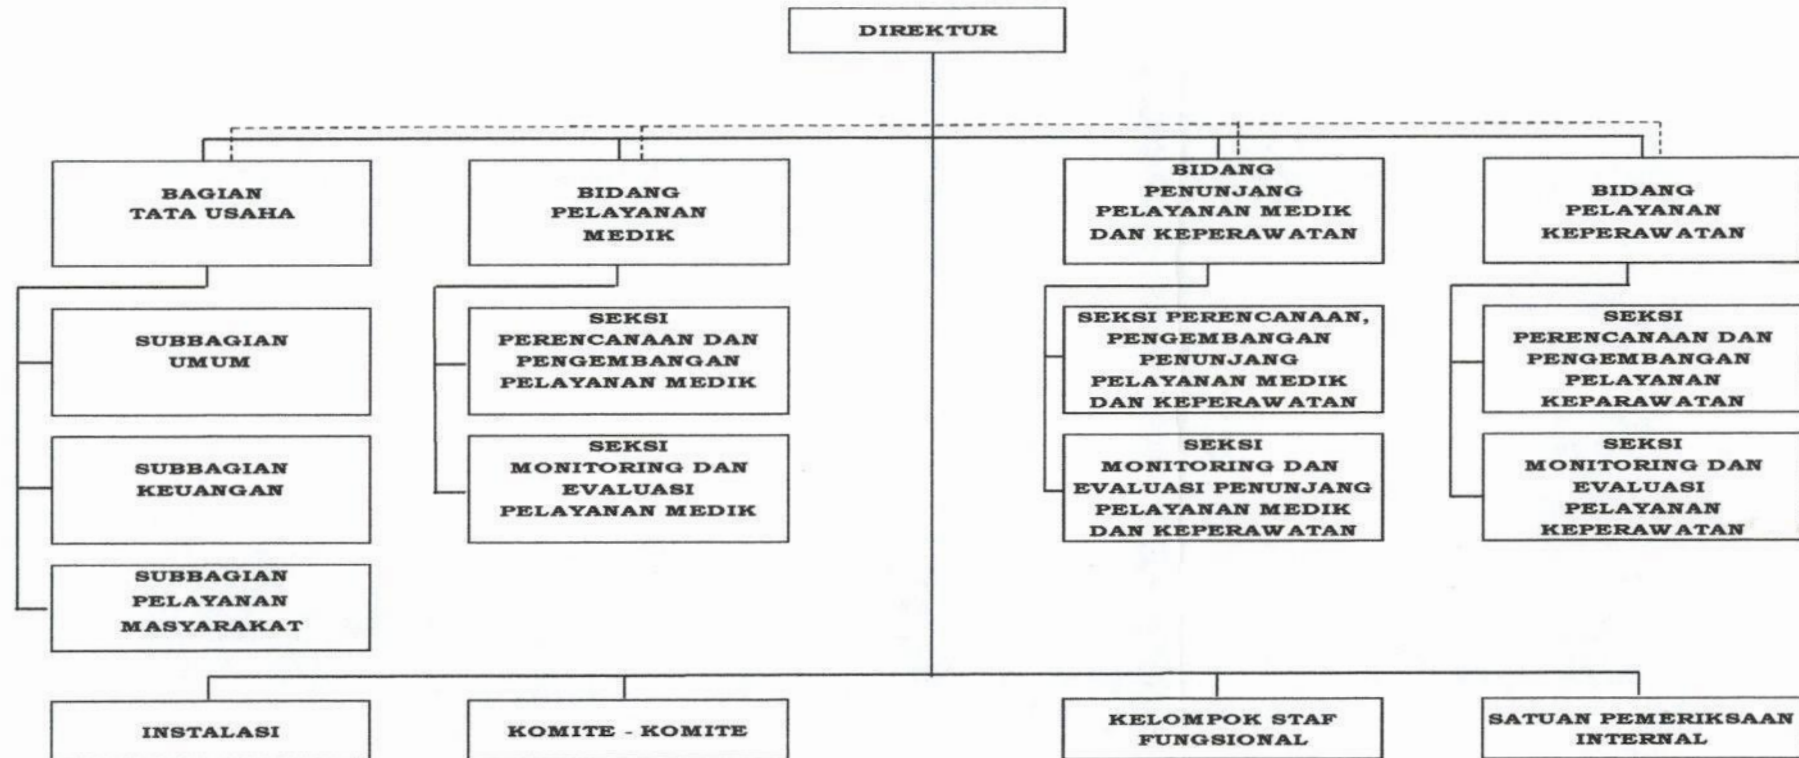 DIREKTUR
BAGIAN
TATA USAHA
BIDANG
PELAYANAN
MEDIK
BIDANG
PENUNJANG
PELAYANAN MEDIK
DAN KEPERAWATAN
BIDANG
PELAYANAN
KEPERAWATAN
SUBBAGIAN
UMUM
SEKSI
PERENCANAAN DAN
PENGEMBANGAN
PELAYANAN MEDIK
SEKSI PERENCANAAN,
PENGEMBANGAN
PENUNJANG
PELAYANAN MEDIK
DAN KEPERAWATAN
SEKSI
PERENCANAAN DAN
PENGEMBANGAN
PELAYANAN
KEPARAWATAN
SUBBAGIAN
KEUANGAN
SEKSI
MONITORING DAN
EVALUASI
PELAYANAN MEDIK
SEKSI
MONITORING DAN
EVALUASI PENUNJANG
PELAYANAN MEDIK
DAN KEPERAWATAN
SEKSI
MONITORING DAN
EVALUASI
PELAYANAN
KEPERAWATAN
SUBBAGIAN
PELAYANAN
MASYARAKAT
INSTALASI
KOMITE - KOMITE
KELOMPOK STAF
FUNGSIONAL
SATUAN PEMERIKSAAN
INTERNAL